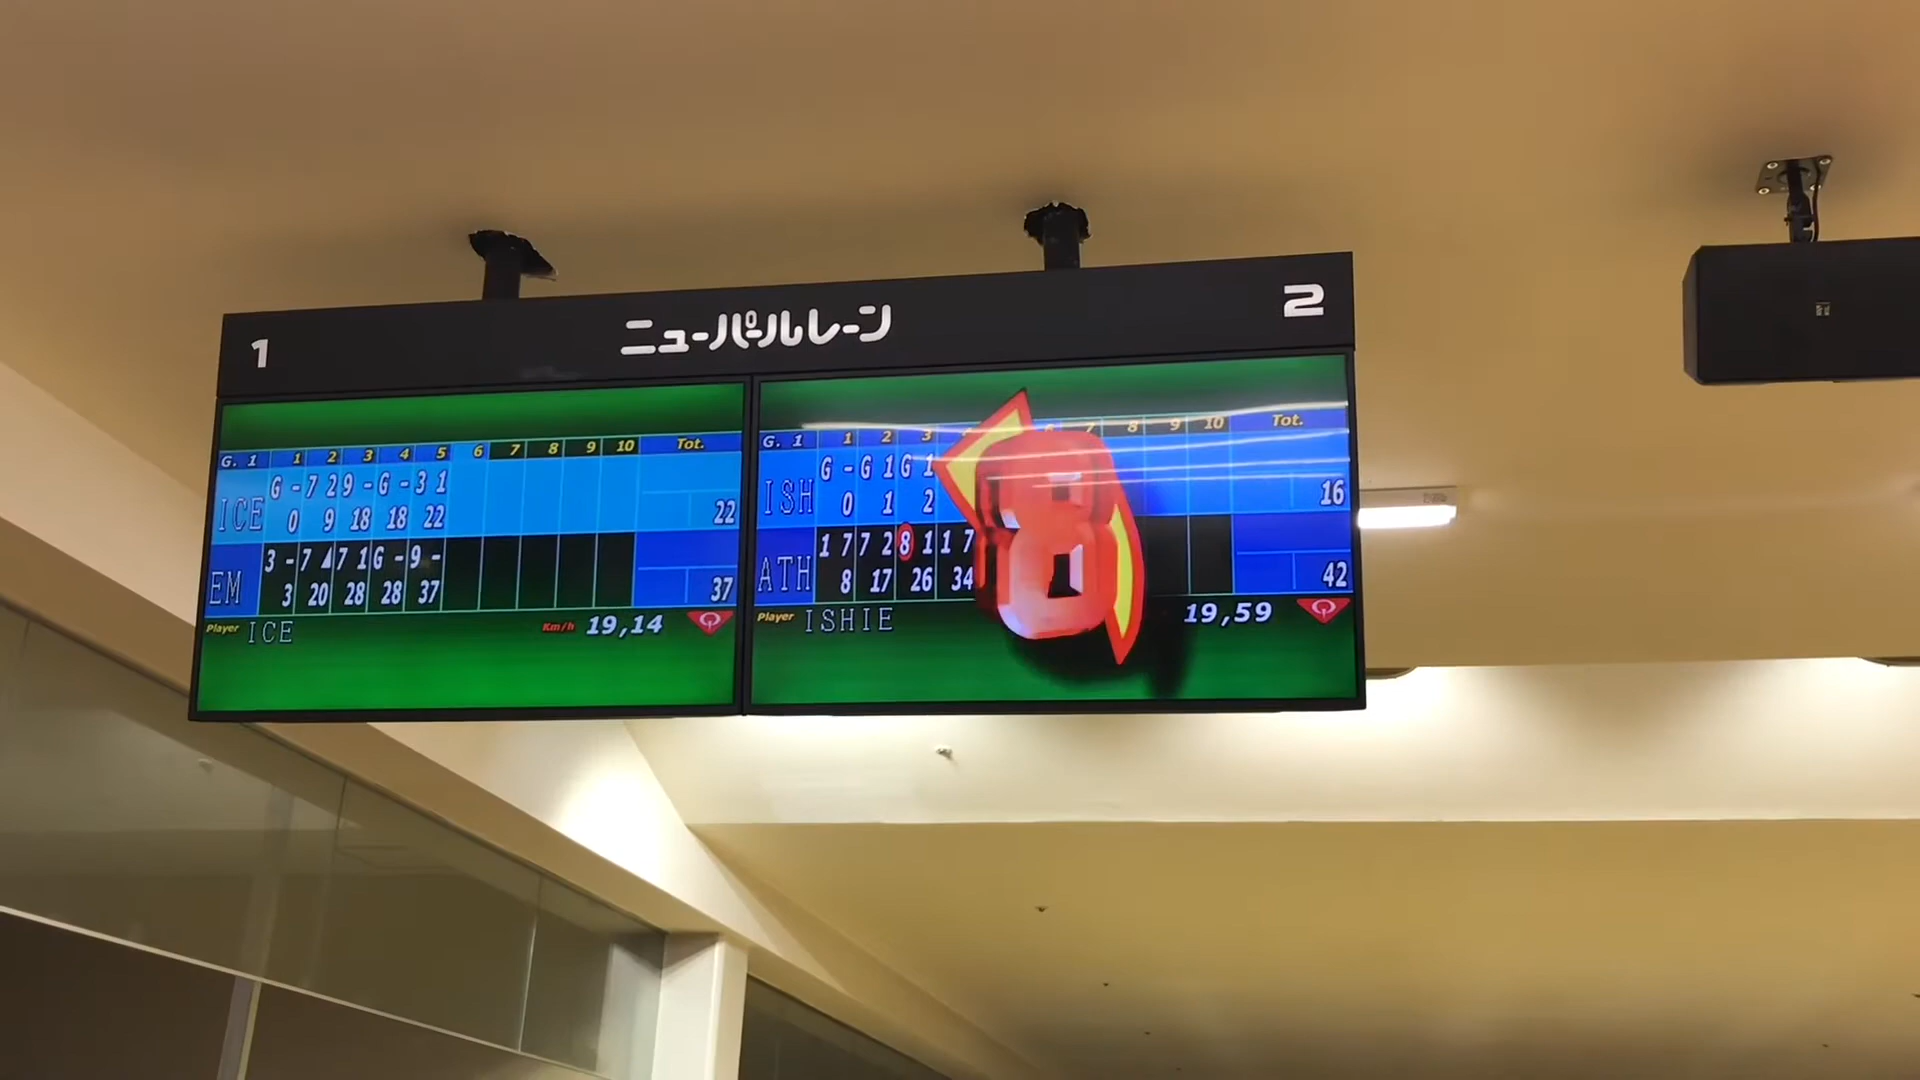 1 ニューパールレーン 2
G. 1 1 2 3 4 5 6 7 8 9 10 Tot.
ICE G - 7 2 9 - G - 3 1
0 9 18 18 22 22
EM 3 - 7 ◢ 7 1 G - 9 -
3 20 28 28 37 37
Player ICE Km/h 19,14
G. 1 1 2 3 7 8 9 10 Tot.
ISH G - G 1 G 1
0 1 2 16
ATH 1 7 7 2 8 1 1 7
8 17 26 34 42
Player ISHIE 19,59
8